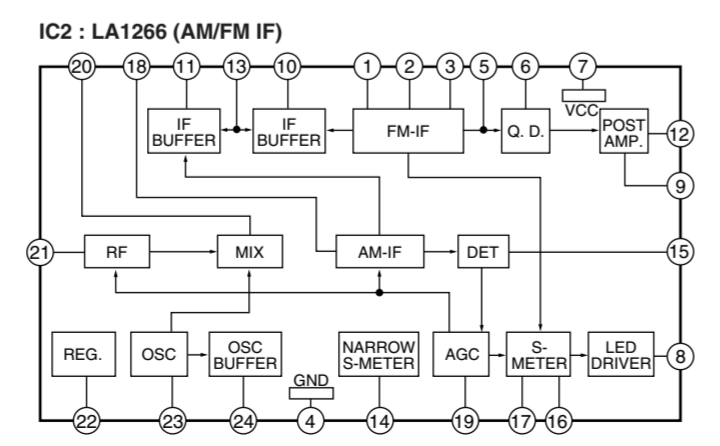 IC2 : LA1266 (AM/FM IF)
20 18 11 13 10 1 2 3 5 6 7
VCC
IF
BUFFER
IF
BUFFER
FM-IF
Q. D.
POST
AMP.
12
9
21
RF
MIX
AM-IF
DET
15
REG.
OSC
OSC
BUFFER
GND
NARROW
S-METER
AGC
S-
METER
LED
DRIVER
8
22 23 24 4 14 19 17 16